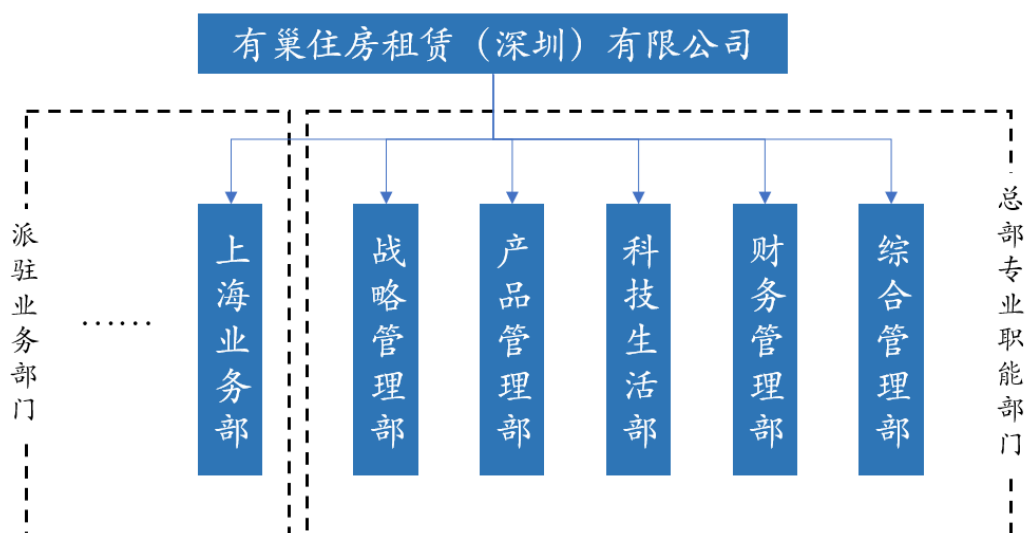 有巢住房租赁（深圳）有限公司
派驻业务部门
……
上海业务部
战略管理部
产品管理部
科技生活部
财务管理部
综合管理部
总部专业职能部门